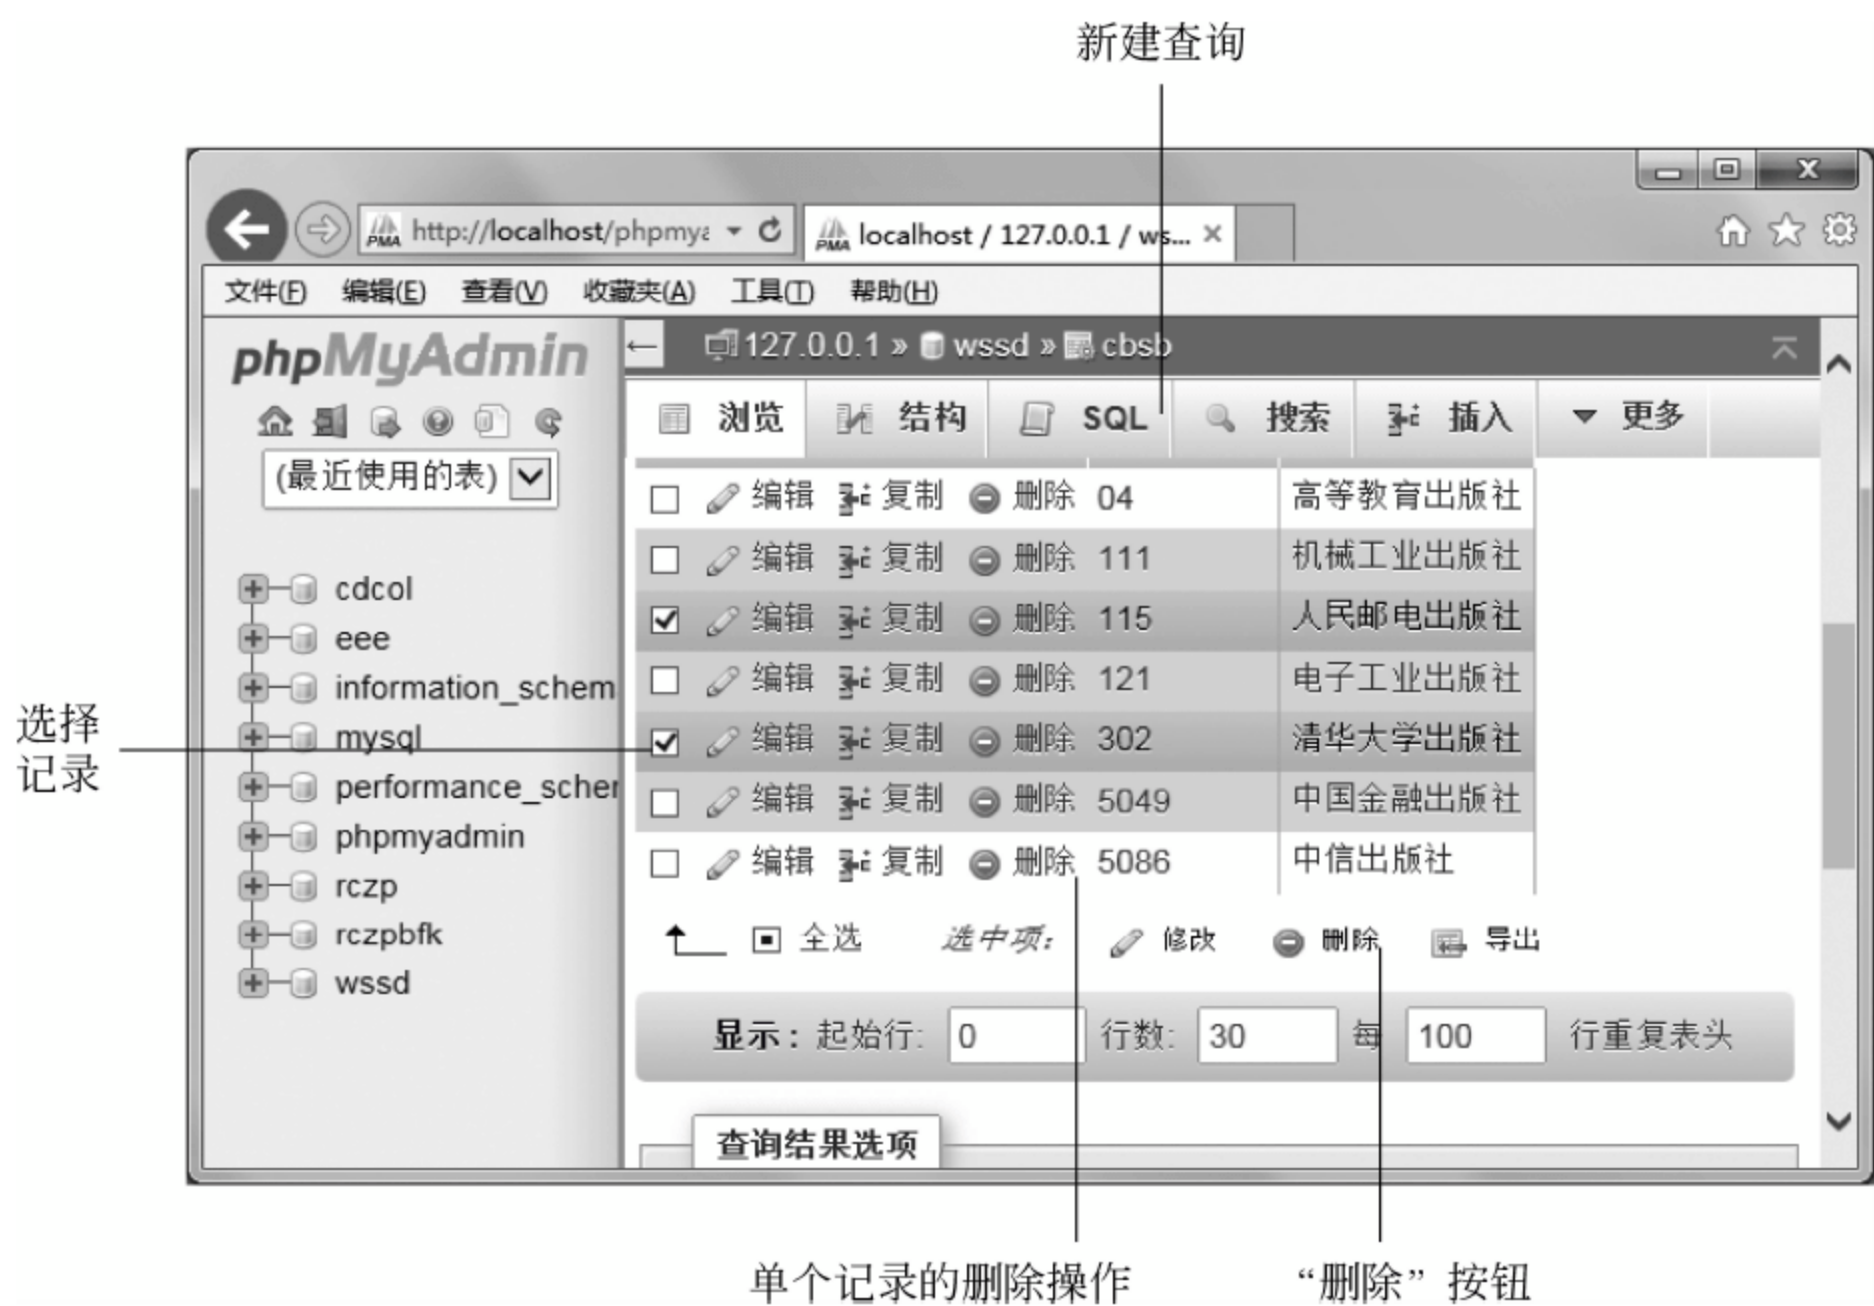 新建查询
http://localhost/phpmya
PMA localhost / 127.0.0.1 / ws...
文件(F) 编辑(E) 查看(V) 收藏夹(A) 工具(T) 帮助(H)
phpMyAdmin
127.0.0.1 » wssd » cbsb
浏览 结构 SQL 搜索 插入 更多
(最近使用的表)
cdcol
eee
information_schem
mysql
performance_scher
phpmyadmin
rczp
rczpbfk
wssd
编辑 复制 删除 04 高等教育出版社
编辑 复制 删除 111 机械工业出版社
编辑 复制 删除 115 人民邮电出版社
编辑 复制 删除 121 电子工业出版社
编辑 复制 删除 302 清华大学出版社
编辑 复制 删除 5049 中国金融出版社
编辑 复制 删除 5086 中信出版社
全选 选中项: 修改 删除 导出
显示: 起始行: 0 行数: 30 每 100 行重复表头
查询结果选项
选择
记录
单个记录的删除操作
“删除”按钮